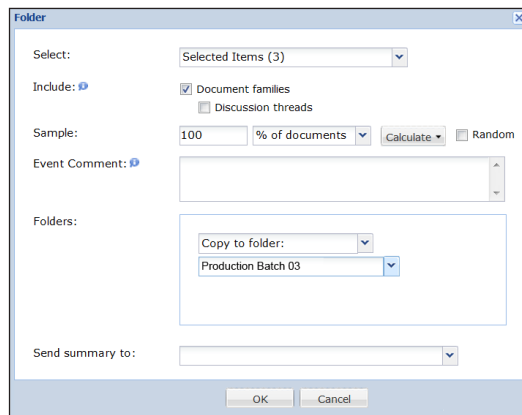 Folder
Select: Selected Items (3)
Include: Document families
Discussion threads
Sample: 100 % of documents Calculate Random
Event Comment:
Folders:
Copy to folder:
Production Batch 03
Send summary to:
OK Cancel